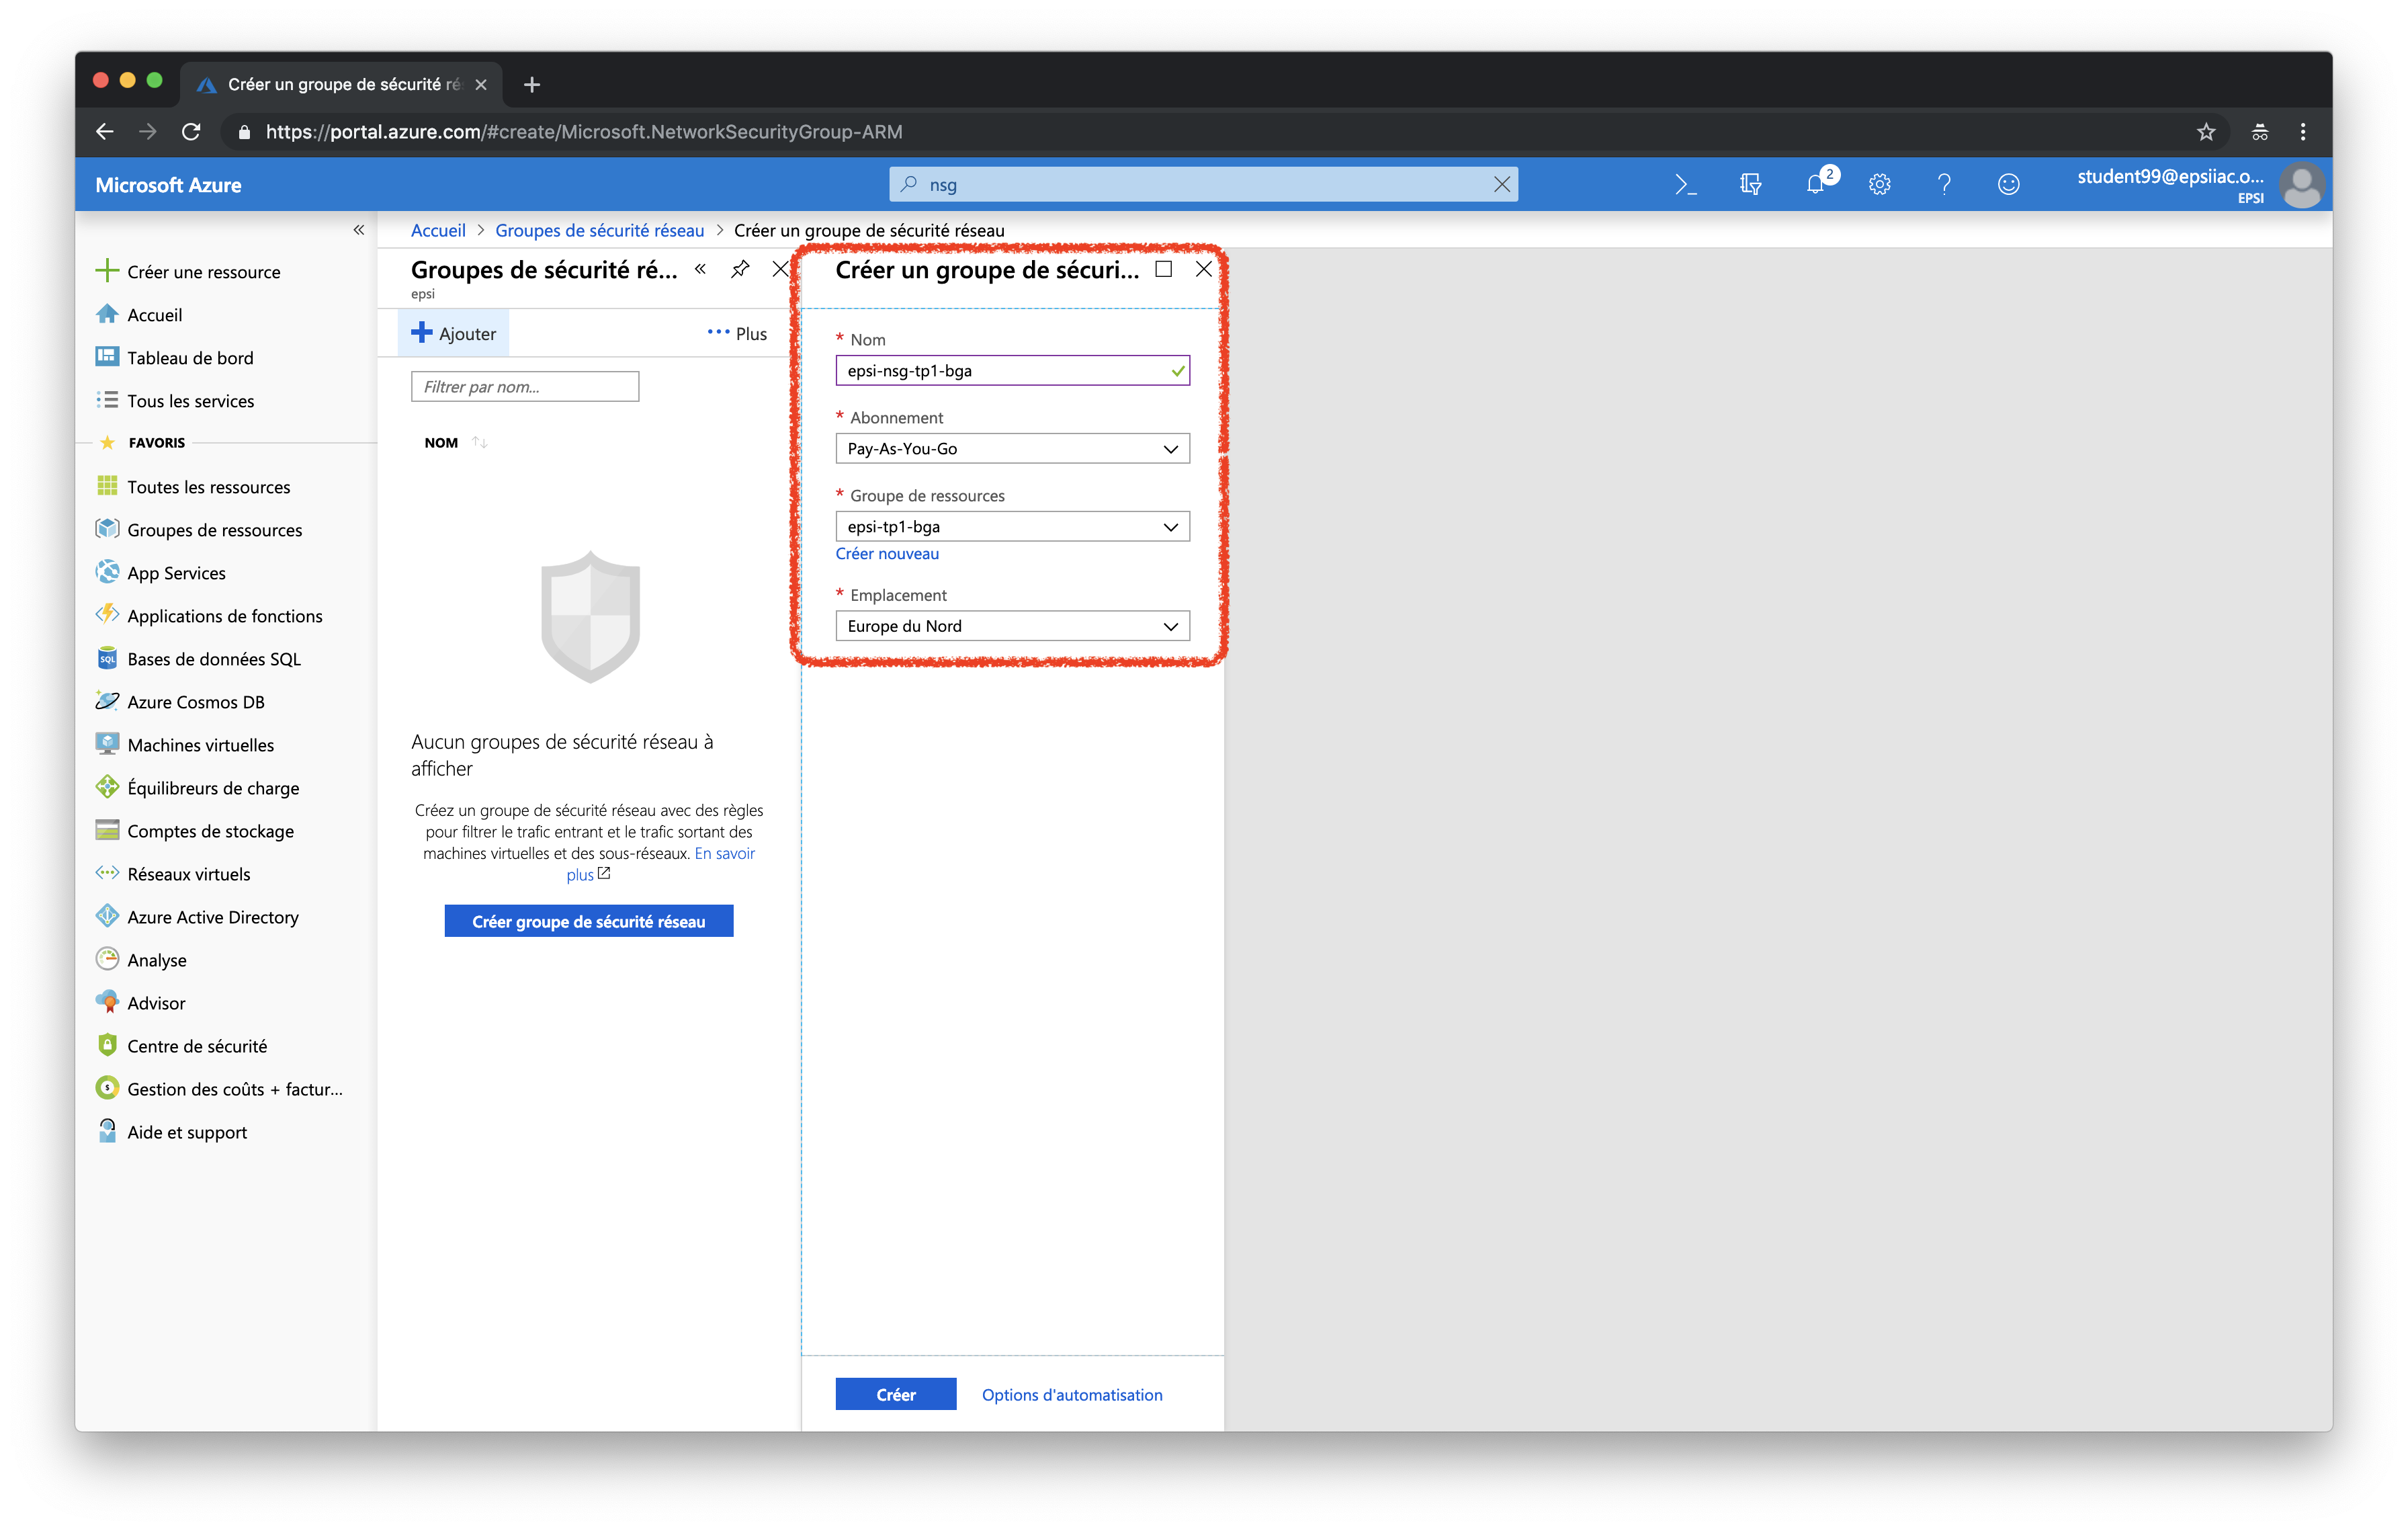 Créer un groupe de sécurité ré
https://portal.azure.com/#create/Microsoft.NetworkSecurityGroup-ARM
Microsoft Azure
nsg
2
student99@epsiiac.o...
EPSI
Accueil > Groupes de sécurité réseau > Créer un groupe de sécurité réseau
Créer une ressource
Accueil
Tableau de bord
Tous les services
FAVORIS
Toutes les ressources
Groupes de ressources
App Services
Applications de fonctions
SQL
Bases de données SQL
Azure Cosmos DB
Machines virtuelles
Équilibreurs de charge
Comptes de stockage
Réseaux virtuels
Azure Active Directory
Analyse
Advisor
Centre de sécurité
Gestion des coûts + factur...
Aide et support
Groupes de sécurité ré...
epsi
Ajouter
••• Plus
Filtrer par nom...
NOM
Aucun groupes de sécurité réseau à
afficher
Créez un groupe de sécurité réseau avec des règles
pour filtrer le trafic entrant et le trafic sortant des
machines virtuelles et des sous-réseaux. En savoir
plus
Créer groupe de sécurité réseau
Créer un groupe de sécuri...
* Nom
epsi-nsg-tp1-bga
* Abonnement
Pay-As-You-Go
* Groupe de ressources
epsi-tp1-bga
Créer nouveau
* Emplacement
Europe du Nord
Créer
Options d'automatisation